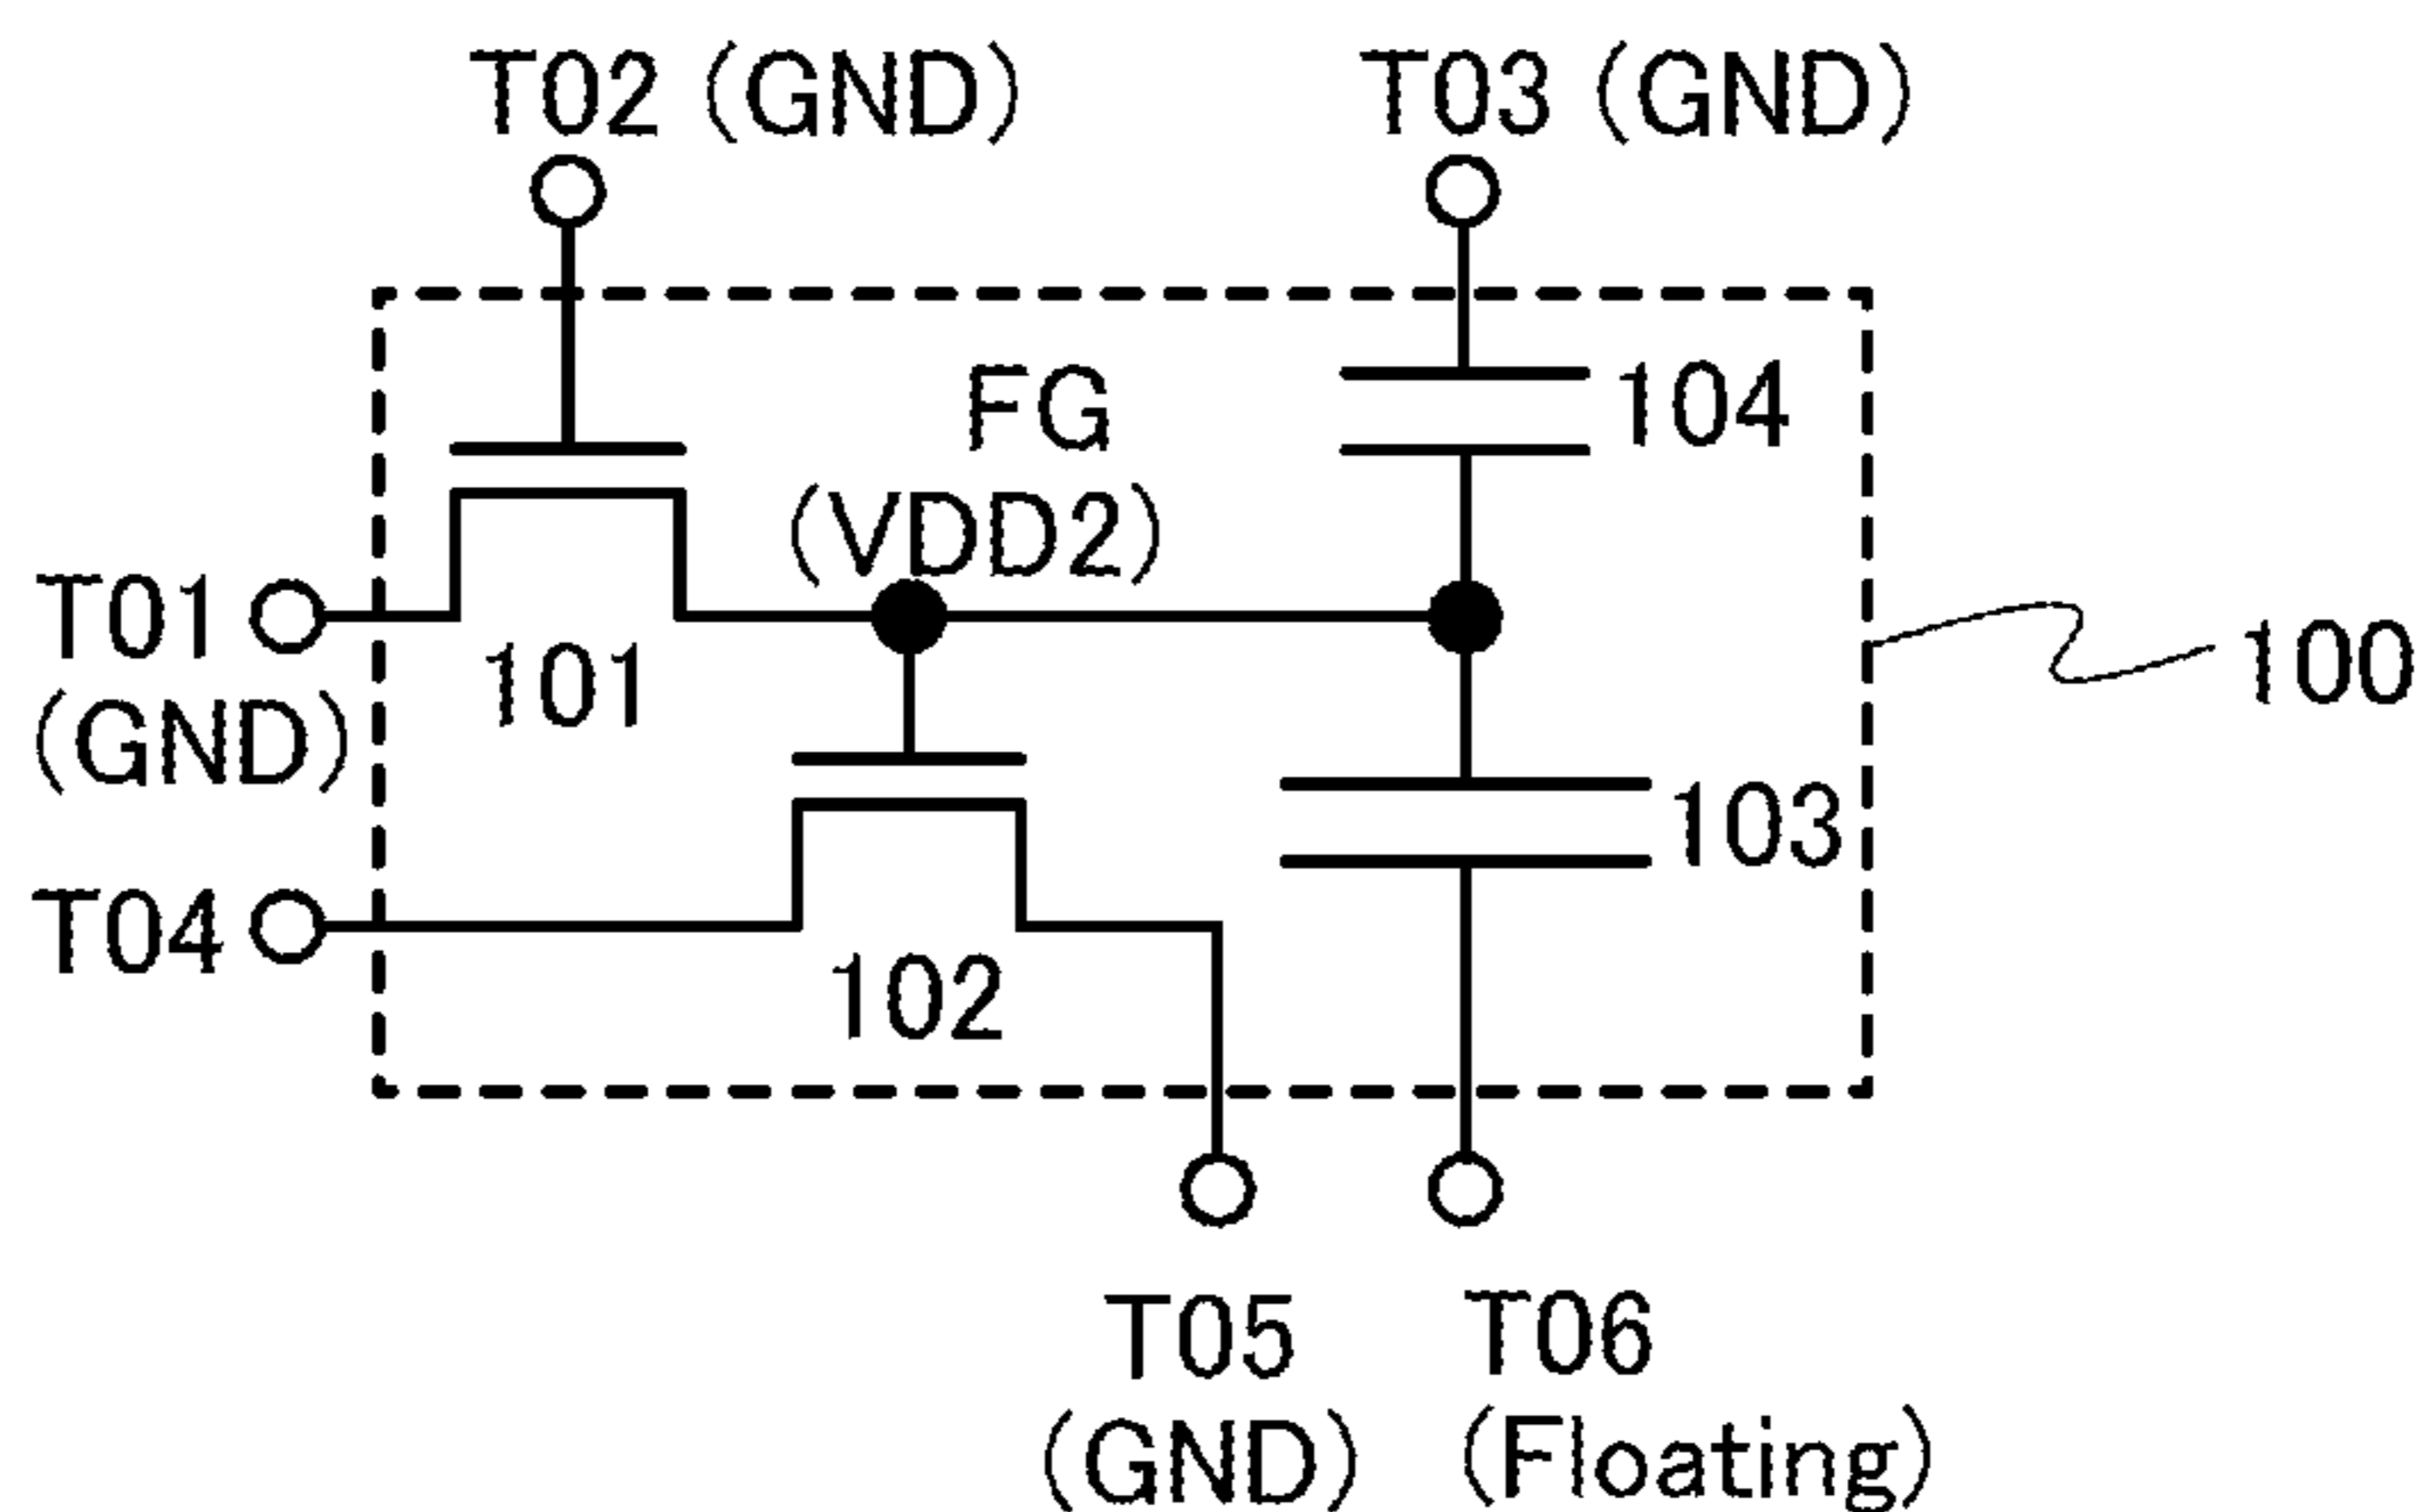 T02 (GND)
T03 (GND)
FG
(VDD2)
104
T01
(GND)
101
100
103
T04
102
T05
(GND)
T06
(Floating)